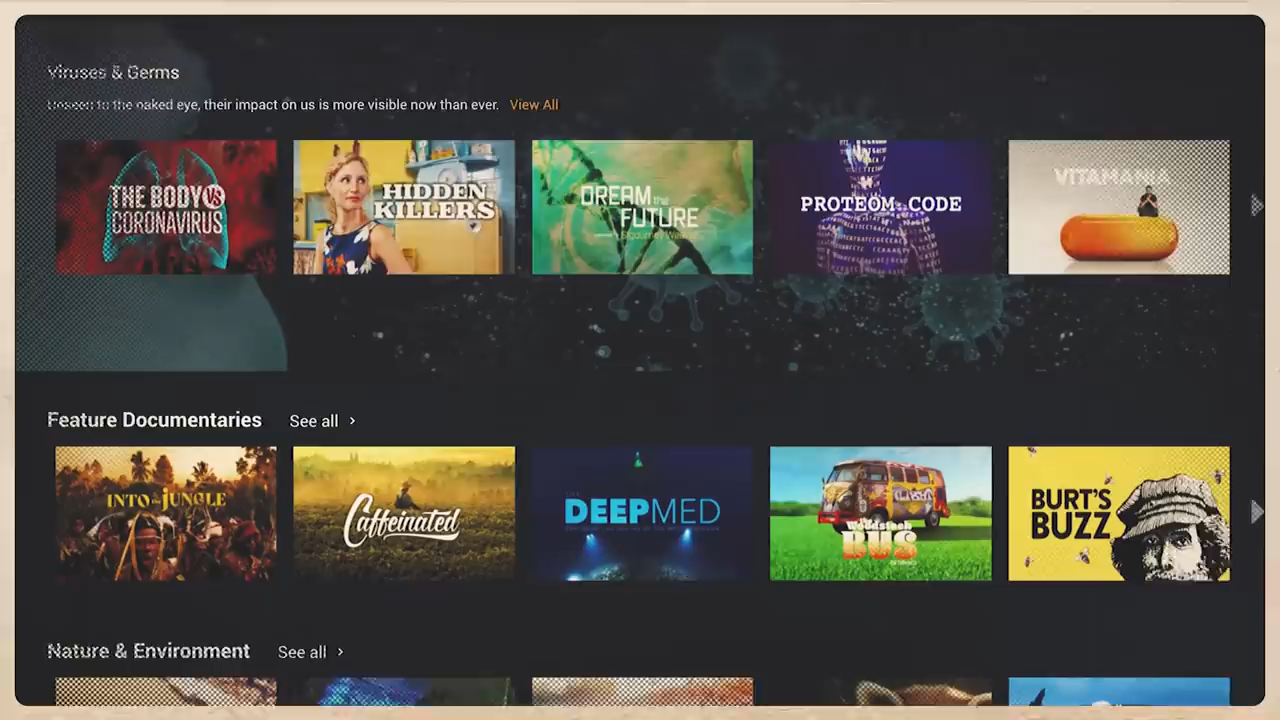 Viruses & Germs
Unseen to the naked eye, their impact on us is more visible now than ever. View All
THE BODY VS
CORONAVIRUS
HIDDEN
KILLERS
DREAM the
FUTURE
PROTEOM CODE
VITAMANIA
Feature Documentaries See all >
INTO the JUNGLE
Caffeinated
DEEPMED
Woodstock
BUS
BURT'S
BUZZ
Nature & Environment See all >